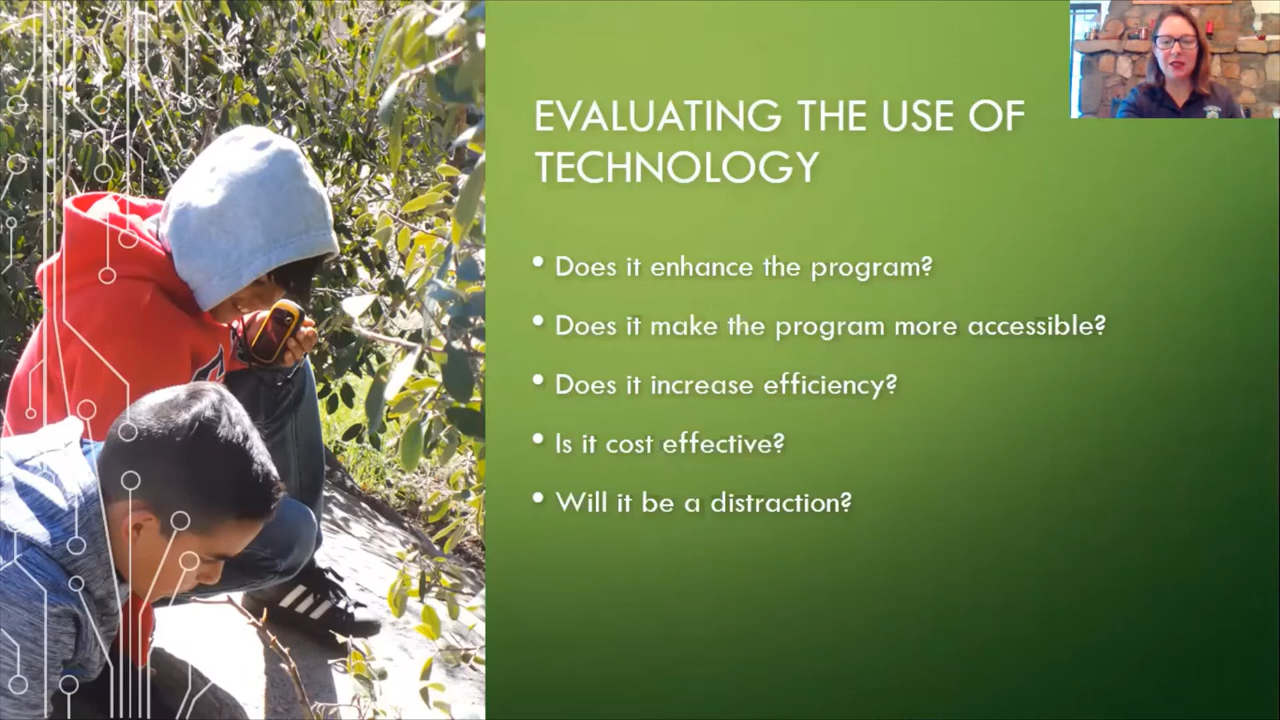 EVALUATING THE USE OF
TECHNOLOGY
• Does it enhance the program?
• Does it make the program more accessible?
• Does it increase efficiency?
• Is it cost effective?
• Will it be a distraction?